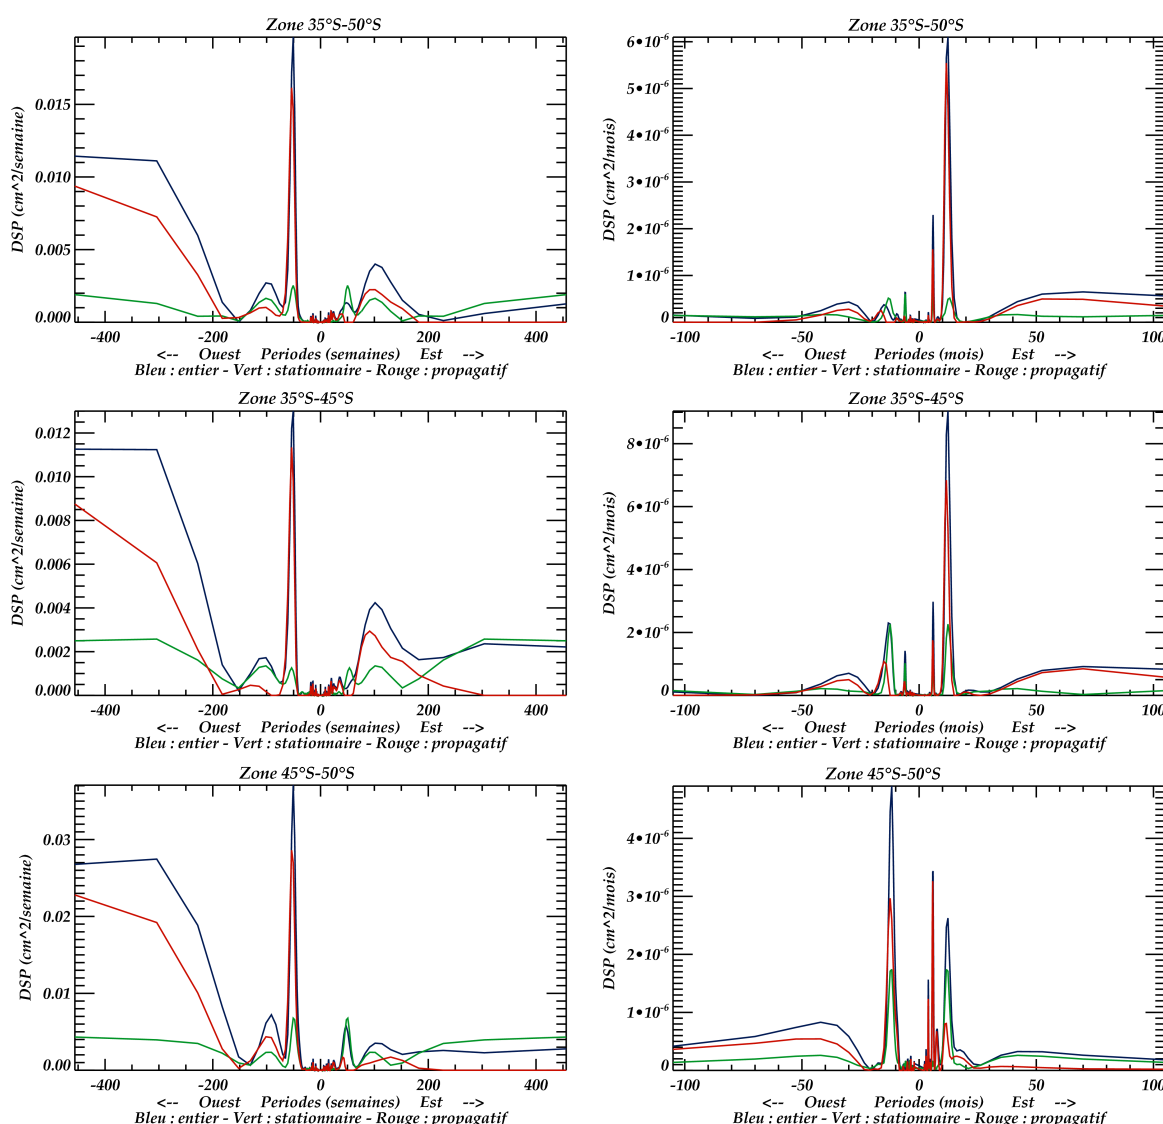 Zone 35°S-50°S
DSP (cm^2/semaine)
0.015
0.010
0.005
0.000
-400 -200 0 200 400
<-- Ouest Periodes (semaines) Est -->
Bleu : entier - Vert : stationnaire - Rouge : propagatif
Zone 35°S-50°S
DSP (cm^2/mois)
6•10-6
5•10-6
4•10-6
3•10-6
2•10-6
1•10-6
0
-100 -50 0 50 100
<-- Ouest Periodes (mois) Est -->
Bleu : entier - Vert : stationnaire - Rouge : propagatif
Zone 35°S-45°S
DSP (cm^2/semaine)
0.012
0.010
0.008
0.006
0.004
0.002
0.000
-400 -200 0 200 400
<-- Ouest Periodes (semaines) Est -->
Bleu : entier - Vert : stationnaire - Rouge : propagatif
Zone 35°S-45°S
DSP (cm^2/mois)
8•10-6
6•10-6
4•10-6
2•10-6
0
-100 -50 0 50 100
<-- Ouest Periodes (mois) Est -->
Bleu : entier - Vert : stationnaire - Rouge : propagatif
Zone 45°S-50°S
DSP (cm^2/semaine)
0.03
0.02
0.01
0.00
-400 -200 0 200 400
<-- Ouest Periodes (semaines) Est -->
Bleu : entier - Vert : stationnaire - Rouge : propagatif
Zone 45°S-50°S
DSP (cm^2/mois)
4•10-6
3•10-6
2•10-6
1•10-6
0
-100 -50 0 50 100
<-- Ouest Periodes (mois) Est -->
Bleu : entier - Vert : stationnaire - Rouge : propagatif